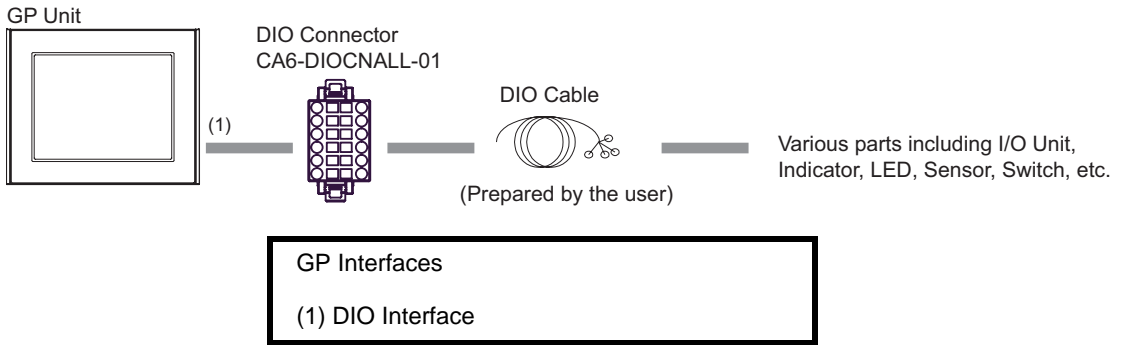 GP Unit
DIO Connector
CA6-DIOCNALL-01
(1)
DIO Cable
(Prepared by the user)
Various parts including I/O Unit,
Indicator, LED, Sensor, Switch, etc.
GP Interfaces
(1) DIO Interface